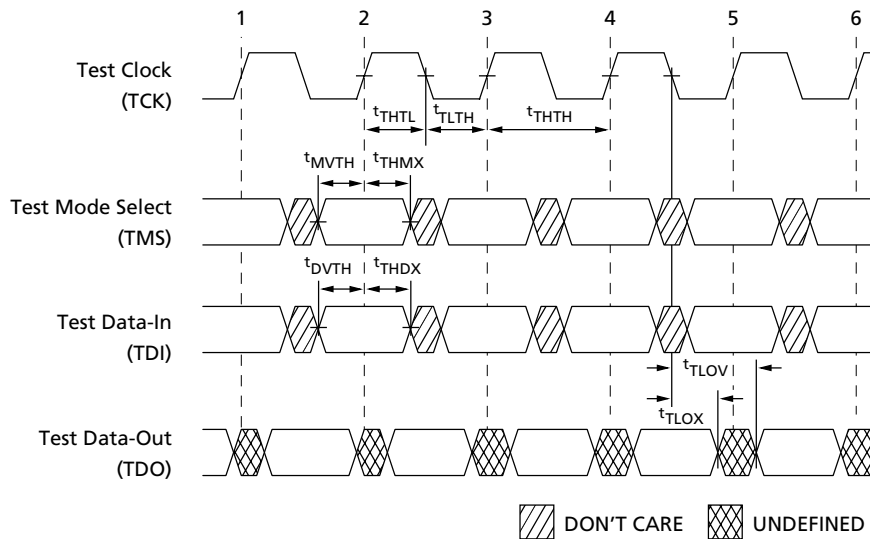 1 2 3 4 5 6
Test Clock
(TCK)
tTHTL
tTLTH
tTHTH
tMVTH
tTHMX
Test Mode Select
(TMS)
tDVTH
tTHDX
Test Data-In
(TDI)
tTLOV
tTLOX
Test Data-Out
(TDO)
DON'T CARE
UNDEFINED